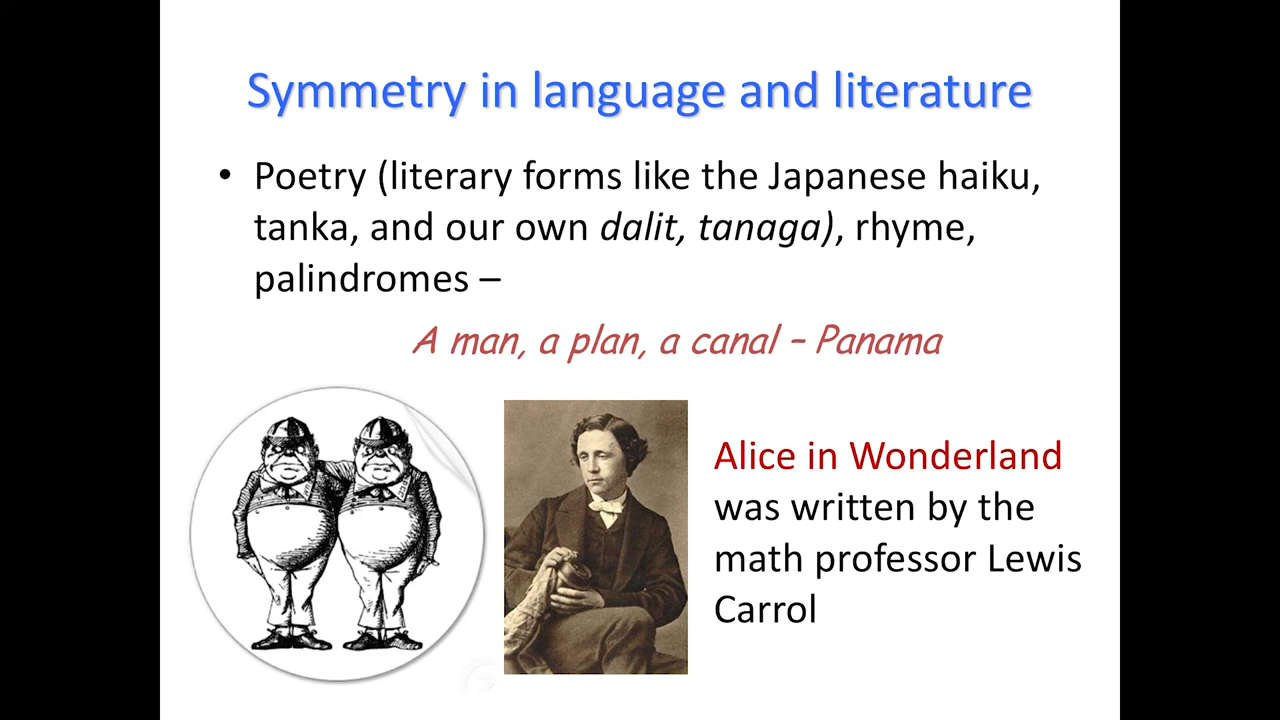 Symmetry in language and literature
• Poetry (literary forms like the Japanese haiku,
tanka, and our own dalit, tanaga), rhyme,
palindromes –
A man, a plan, a canal – Panama
Alice in Wonderland
was written by the
math professor Lewis
Carrol